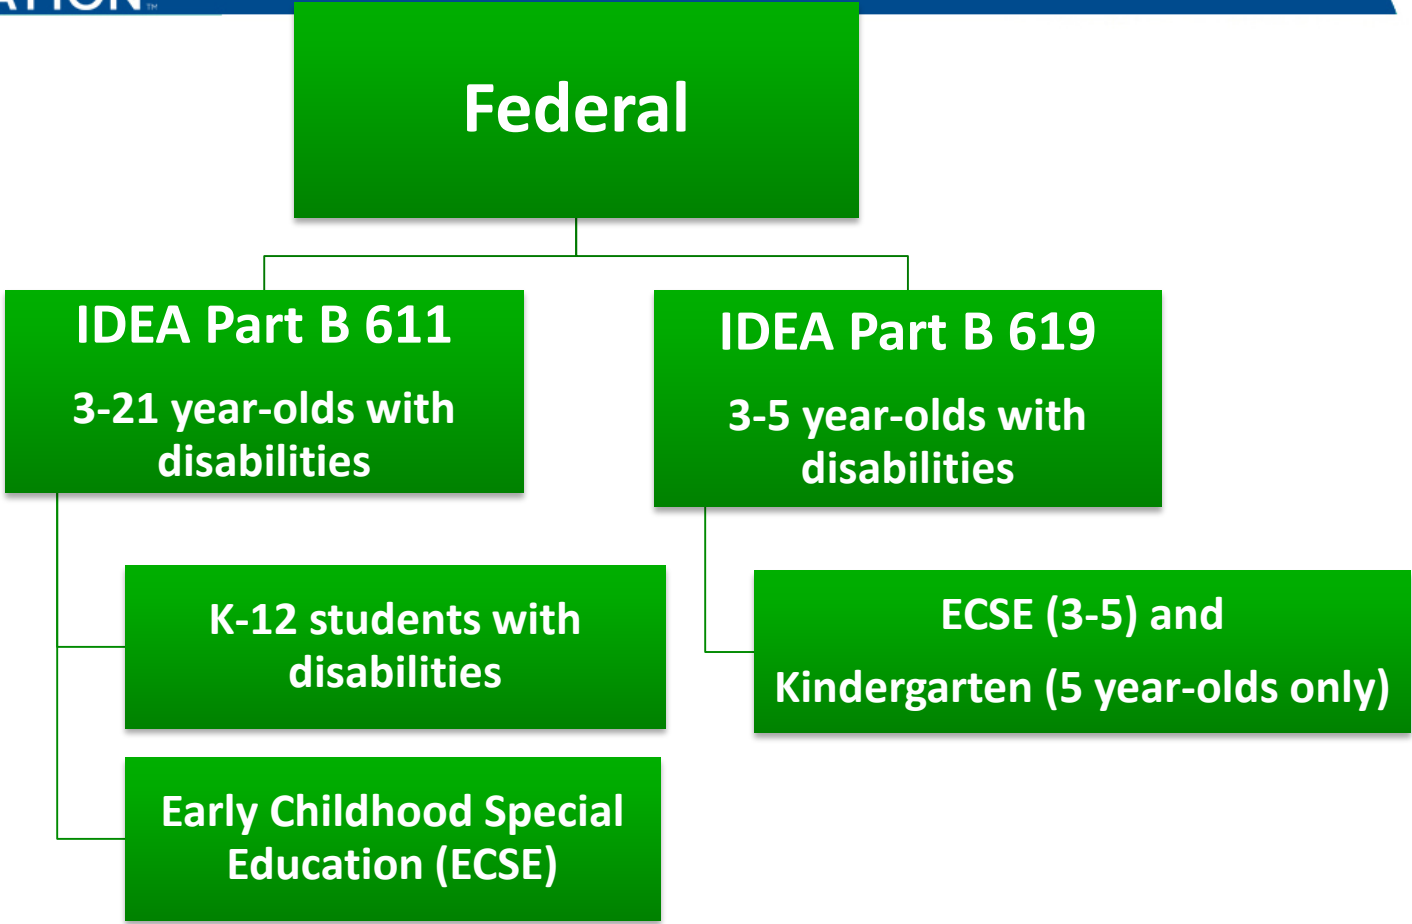 Federal
IDEA Part B 611
3-21 year-olds with
disabilities
IDEA Part B 619
3-5 year-olds with
disabilities
K-12 students with
disabilities
Early Childhood Special
Education (ECSE)
ECSE (3-5) and
Kindergarten (5 year-olds only)